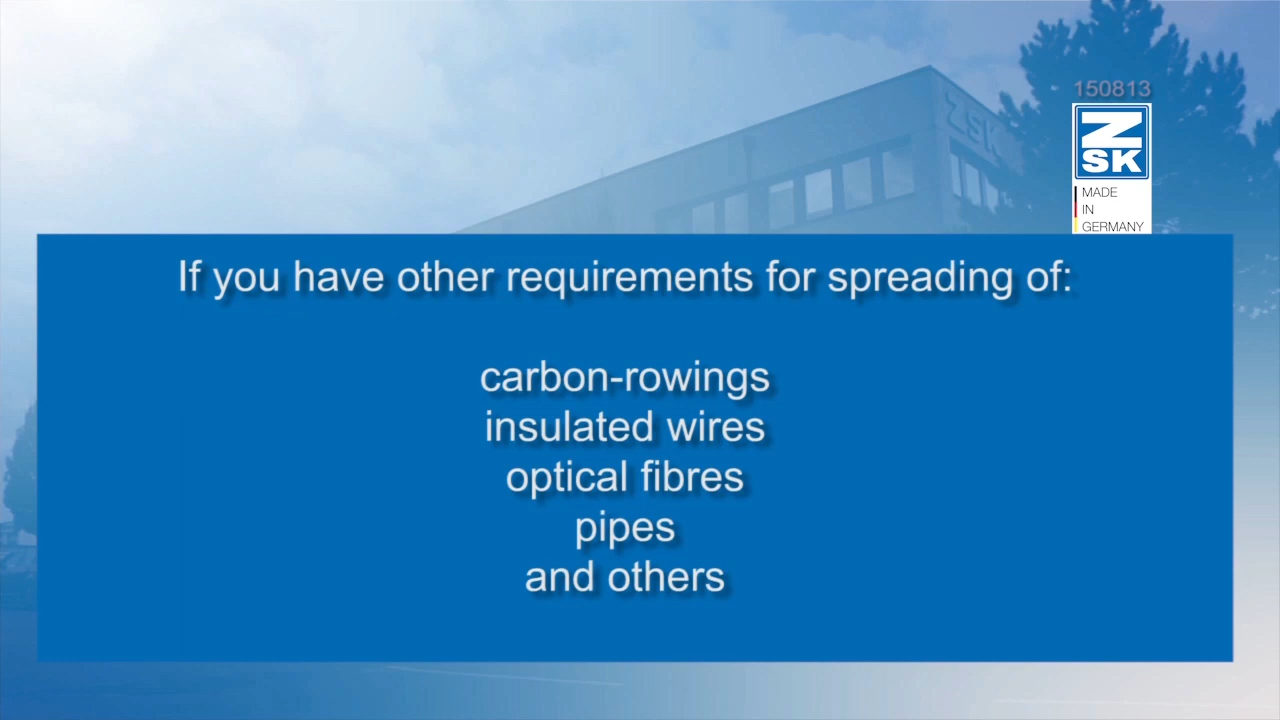 150813
ZSK
Z
SK
MADE
IN
GERMANY
If you have other requirements for spreading of:
carbon-rowings
insulated wires
optical fibres
pipes
and others